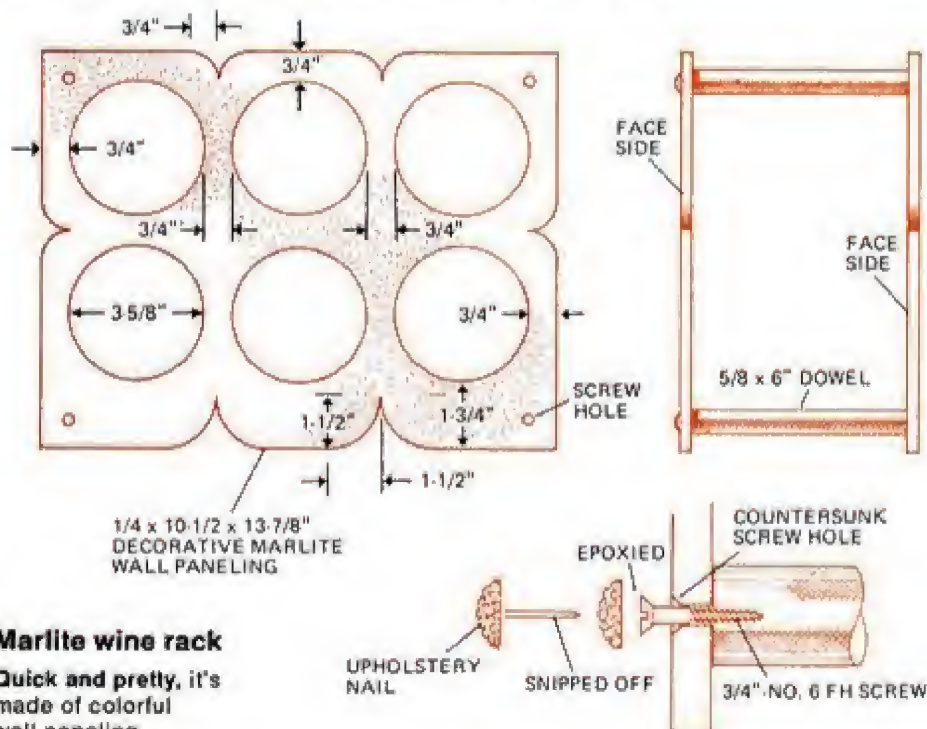 3/4"
3/4"
3/4"
3/4"
3/4"
3-5/8"
3/4"
1-1/2"
1-3/4"
1-1/2"
SCREW
HOLE
1/4 x 10-1/2 x 13-7/8"
DECORATIVE MARLITE
WALL PANELING
FACE
SIDE
FACE
SIDE
5/8 x 6" DOWEL
COUNTERSUNK
SCREW HOLE
EPOXIED
UPHOLSTERY
NAIL
SNIPPED OFF
3/4"-NO. 6 FH SCREW
Marlite wine rack
Quick and pretty, it's
made of colorful
wall paneling